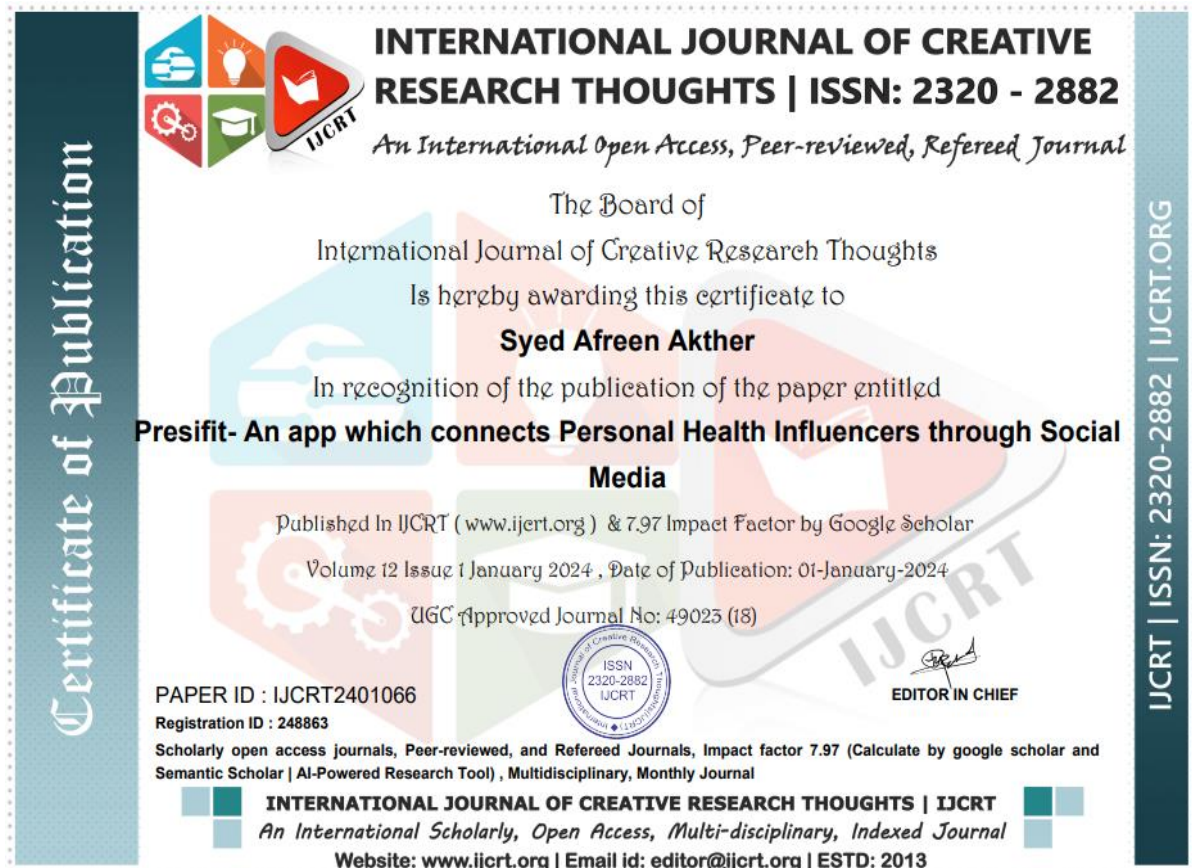 Certificate of Publication
IJCRT
INTERNATIONAL JOURNAL OF CREATIVE
RESEARCH THOUGHTS | ISSN: 2320 - 2882
An International Open Access, Peer-reviewed, Refereed Journal
The Board of
International Journal of Creative Research Thoughts
Is hereby awarding this certificate to
Syed Afreen Akther
In recognition of the publication of the paper entitled
Presifit- An app which connects Personal Health Influencers through Social
Media
Published In IJCRT ( www.ijcrt.org ) & 7.97 Impact Factor by Google Scholar
Volume 12 Issue 1 January 2024 , Date of Publication: 01-January-2024
UGC Approved Journal No: 49023 (18)
IJCRT
International Journal of Creative Research Thoughts(IJCRT)
ISSN
2320-2882
IJCRT
PAPER ID : IJCRT2401066
EDITOR IN CHIEF
Registration ID : 248863
Scholarly open access journals, Peer-reviewed, and Refereed Journals, Impact factor 7.97 (Calculate by google scholar and
Semantic Scholar | AI-Powered Research Tool) , Multidisciplinary, Monthly Journal
INTERNATIONAL JOURNAL OF CREATIVE RESEARCH THOUGHTS | IJCRT
An International Scholarly, Open Access, Multi-disciplinary, Indexed Journal
Website: www.ijcrt.org | Email id: editor@ijcrt.org | ESTD: 2013
IJCRT | ISSN: 2320-2882 | IJCRT.ORG